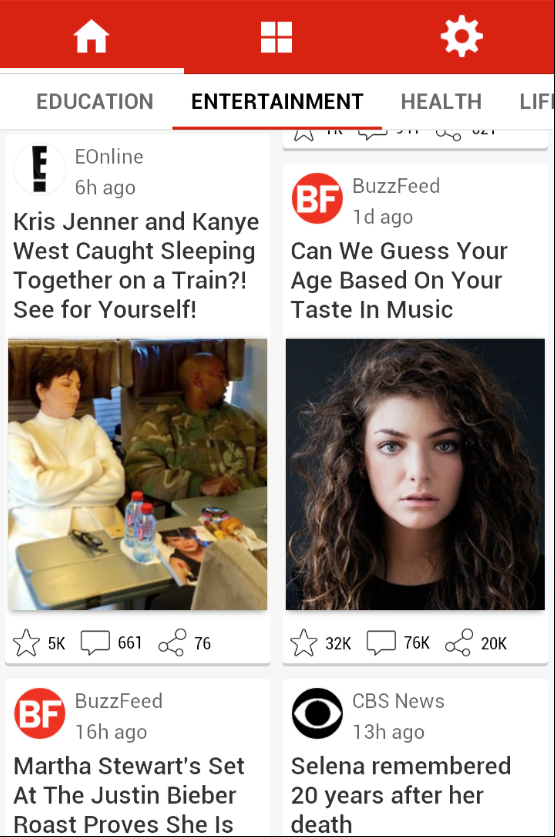 EDUCATION
ENTERTAINMENT
HEALTH
E!
EOnline
6h ago
Kris Jenner and Kanye
West Caught Sleeping
Together on a Train?!
See for Yourself!
5K
661
76
BF
BuzzFeed
16h ago
Martha Stewart's Set
At The Justin Bieber
Roast Proves She Is
BF
BuzzFeed
1d ago
Can We Guess Your
Age Based On Your
Taste In Music
32K
76K
20K
CBS News
13h ago
Selena remembered
20 years after her
death